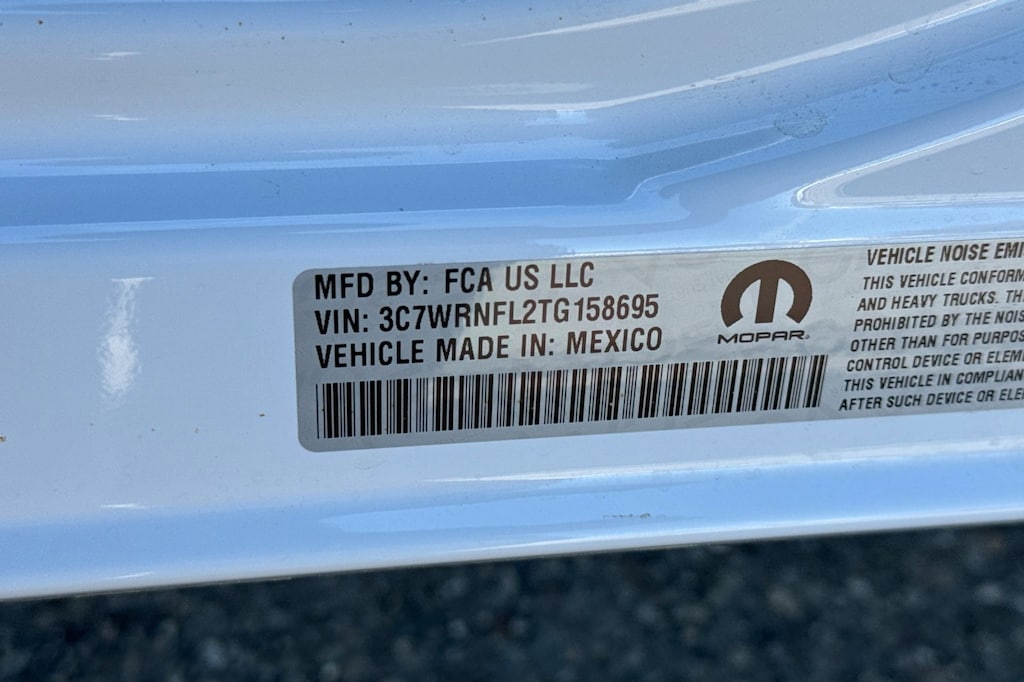 MFD BY: FCA US LLC
VIN: 3C7WRNFL2TG158695
VEHICLE MADE IN: MEXICO
MOPAR
VEHICLE NOISE EMI
THIS VEHICLE CONFORM
AND HEAVY TRUCKS. TH
PROHIBITED BY THE NOIS
OTHER THAN FOR PURPOS
CONTROL DEVICE OR ELEM
THIS VEHICLE IN COMPLIAN
AFTER SUCH DEVICE OR ELE